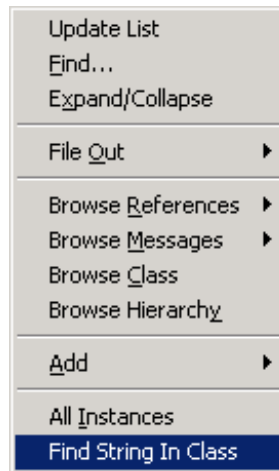 Update List
Find...
Expand/Collapse
File Out
Browse References
Browse Messages
Browse Class
Browse Hierarchy
Add
All Instances
Find String In Class